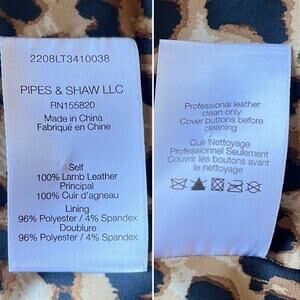 2208LT3410038
PIPES & SHAW LLC
RN155820
Made in China
Fabriqué en Chine
Self
100% Lamb Leather
Principal
100% Cuir d'agneau
Lining
96% Polyester / 4% Spandex
Doublure
96% Polyester / 4% Spandex
Professional leather
clean only
Cover buttons before
cleaning
Cuir Nettoyage
Professionnel Seulement
Couvrir les boutons avant
le nettoyage